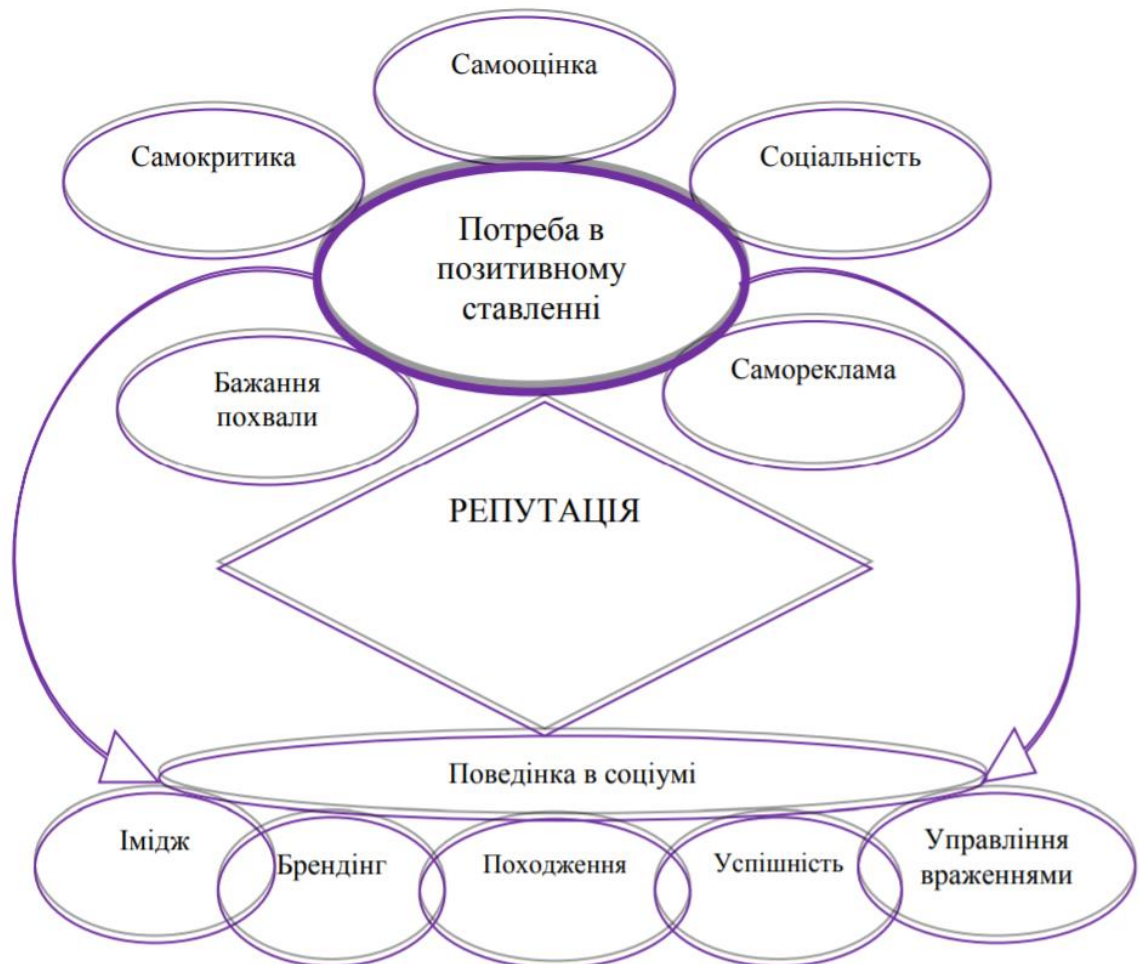 Самооцінка
Самокритика
Соціальність
Потреба в
позитивному
ставленні
Бажання
похвали
Самореклама
РЕПУТАЦІЯ
Поведінка в соціумі
Імідж
Брендінг
Походження
Успішність
Управління
враженнями